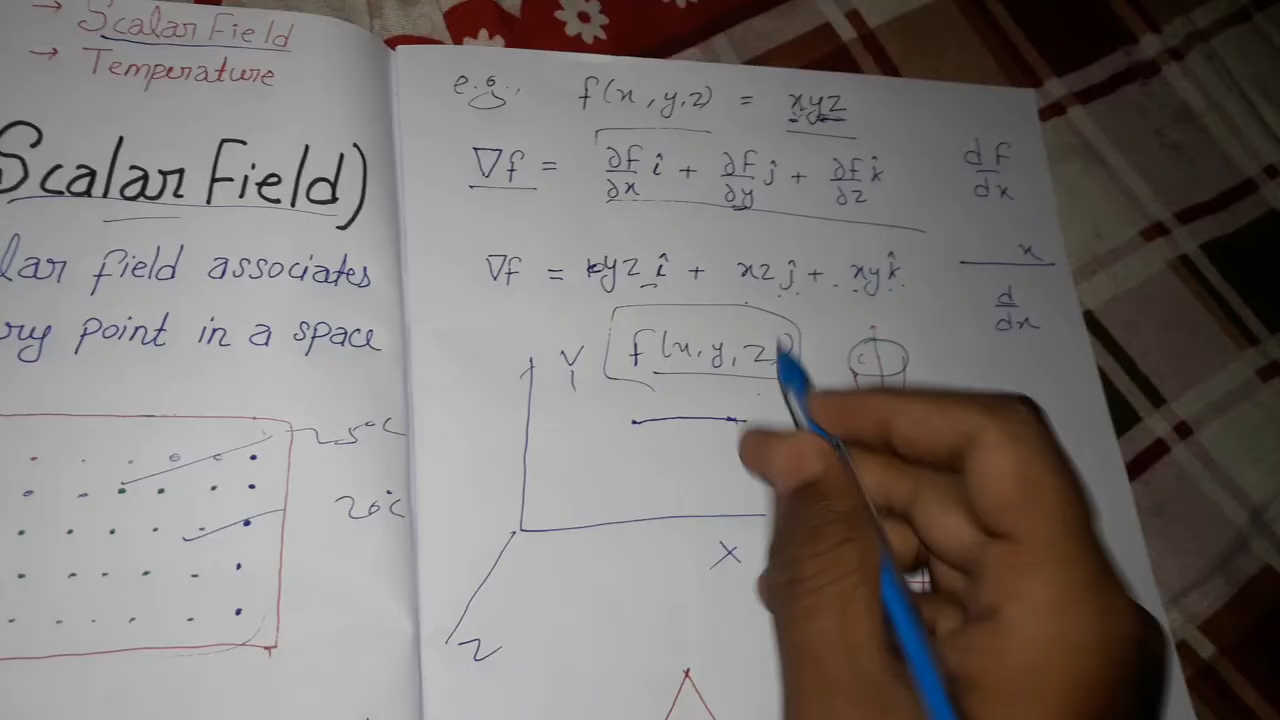 → Scalar Field
→ Temperature
Scalar Field)
lar field associates
ry point in a space
25°C
20°C
e.g. f(x, y, z) = xyz
∇f = ∂f/∂x î + ∂f/∂y ĵ + ∂f/∂z k̂
df/dx
∇f = yz î + xz ĵ + xy k̂
x
d/dx
f(x, y, z)
Y
X
Z